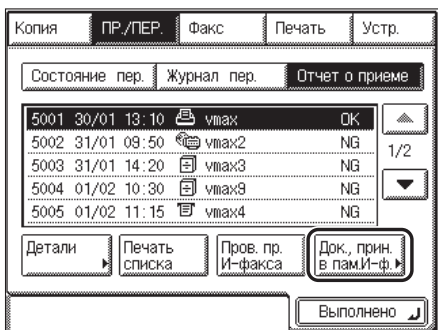 Копия ПР./ПЕР. Факс Печать Устр.
Состояние пер. Журнал пер. Отчет о приеме
5001 30/01 13:10 vmax OK
5002 31/01 09:50 vmax2 NG
5003 31/01 14:20 vmax3 NG
5004 01/02 10:30 vmax9 NG
5005 01/02 11:15 vmax4 NG
1/2
Детали Печать списка Пров. пр. И-факса Док., прин. в пам.И-ф.
Выполнено